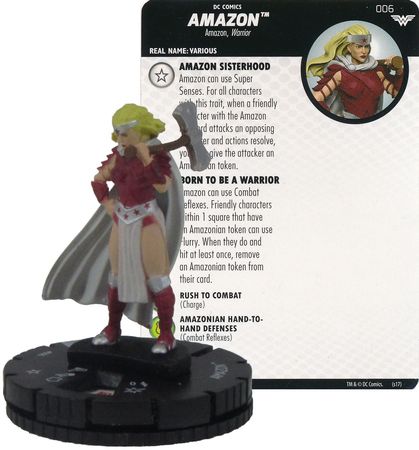 DC COMICS
AMAZON™
Amazon, Warrior
006
REAL NAME: VARIOUS
AMAZON SISTERHOOD
Amazon can use Super
Senses. For all characters
with this trait, when a friendly
character with the Amazon
attacks an opposing
and actions resolve,
give the attacker an
Amazonian token.
BORN TO BE A WARRIOR
Amazon can use Combat
Reflexes. Friendly characters
within 1 square that have
an Amazonian token can use
Flurry. When they do and
hit at least once, remove
an Amazonian token from
their card.
RUSH TO COMBAT
(Charge)
AMAZONIAN HAND-TO-
HAND DEFENSES
(Combat Reflexes)
TM & © DC Comics. (s17)
AMAZON